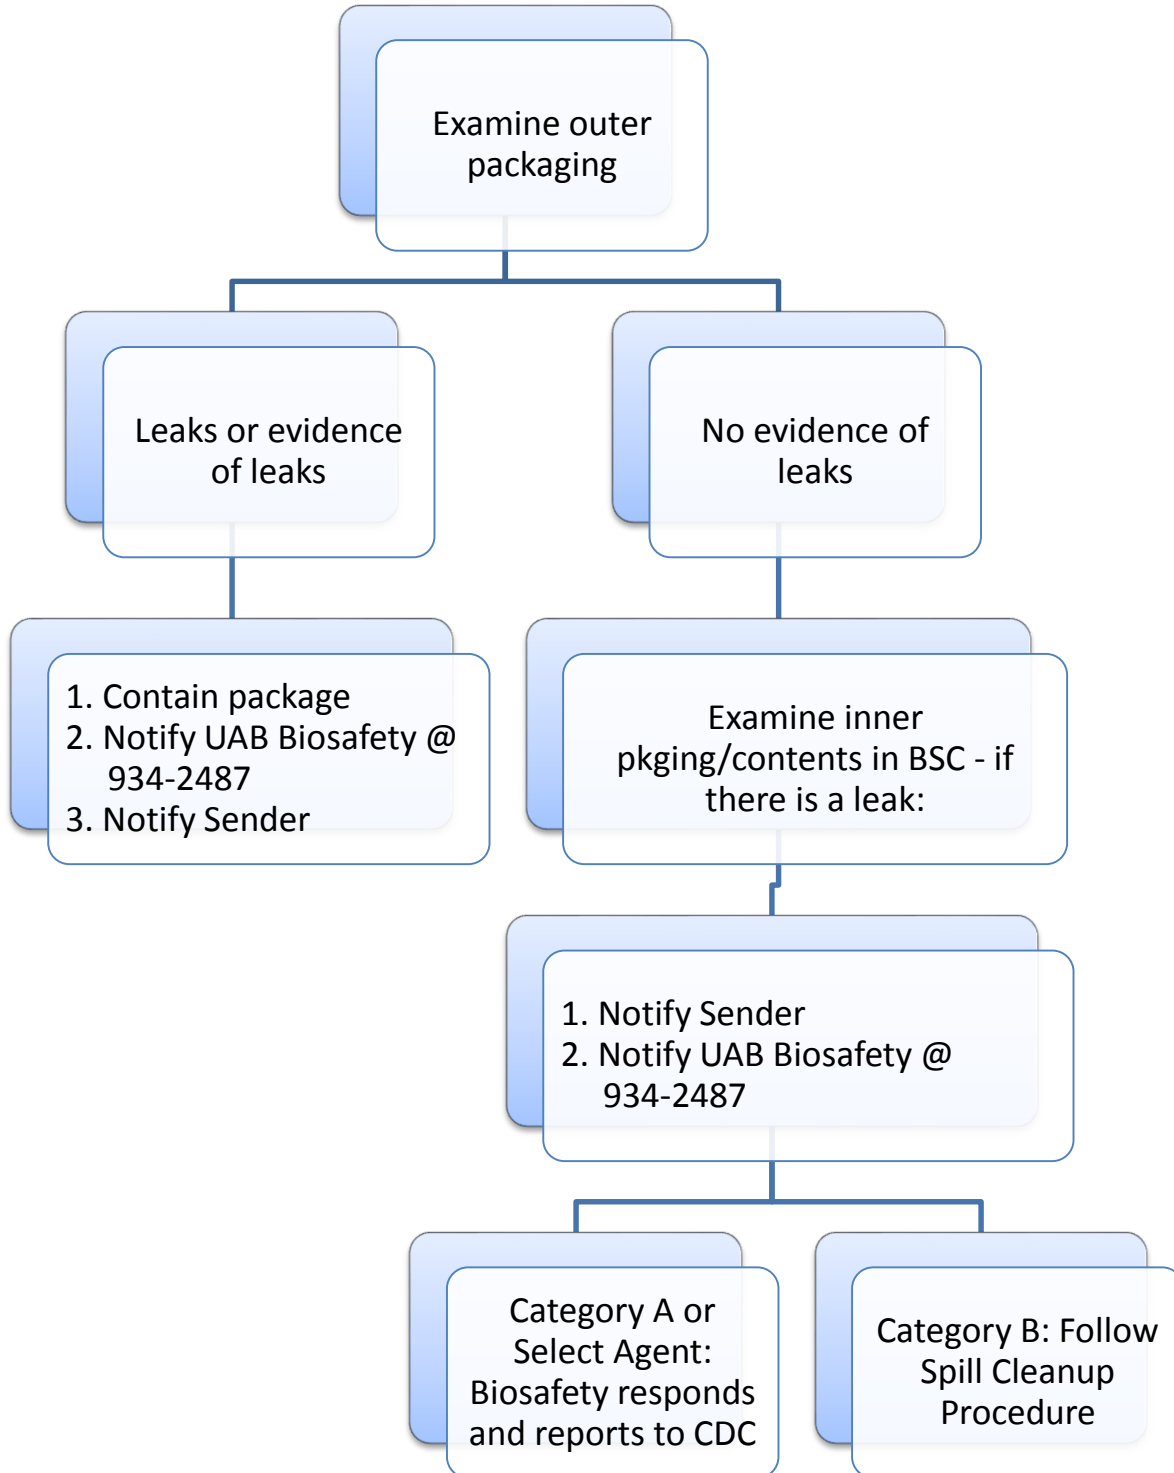 Examine outer
packaging
Leaks or evidence
of leaks
No evidence of
leaks
1. Contain package
2. Notify UAB Biosafety @
934-2487
3. Notify Sender
Examine inner
pkging/contents in BSC - if
there is a leak:
1. Notify Sender
2. Notify UAB Biosafety @
934-2487
Category A or
Select Agent:
Biosafety responds
and reports to CDC
Category B: Follow
Spill Cleanup
Procedure